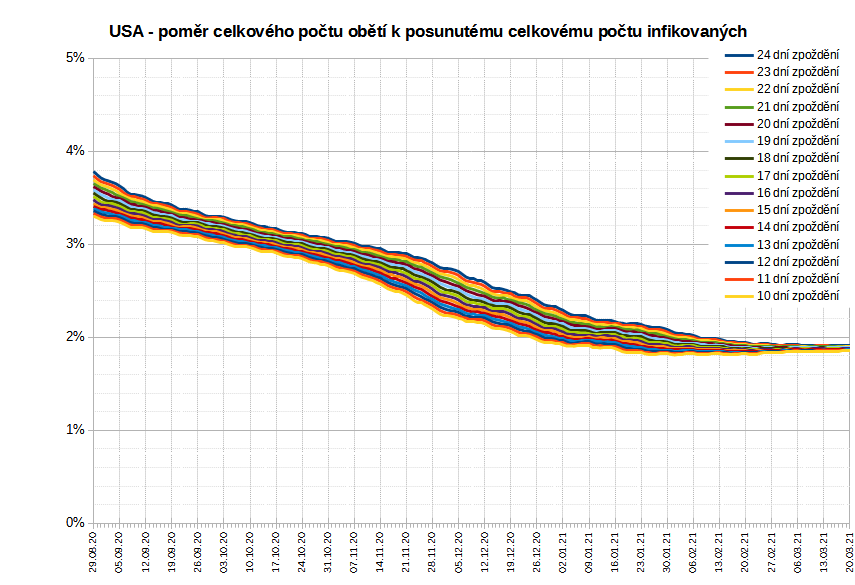 USA - poměr celkového počtu obětí k posunutému celkovému počtu infikovaných
5%
4%
3%
2%
1%
0%
24 dní zpoždění
23 dní zpoždění
22 dní zpoždění
21 dní zpoždění
20 dní zpoždění
19 dní zpoždění
18 dní zpoždění
17 dní zpoždění
16 dní zpoždění
15 dní zpoždění
14 dní zpoždění
13 dní zpoždění
12 dní zpoždění
11 dní zpoždění
10 dní zpoždění
29.08.20
05.09.20
12.09.20
19.09.20
26.09.20
03.10.20
10.10.20
17.10.20
24.10.20
31.10.20
07.11.20
14.11.20
21.11.20
28.11.20
05.12.20
12.12.20
19.12.20
26.12.20
02.01.21
09.01.21
16.01.21
23.01.21
30.01.21
06.02.21
13.02.21
20.02.21
27.02.21
06.03.21
13.03.21
20.03.21